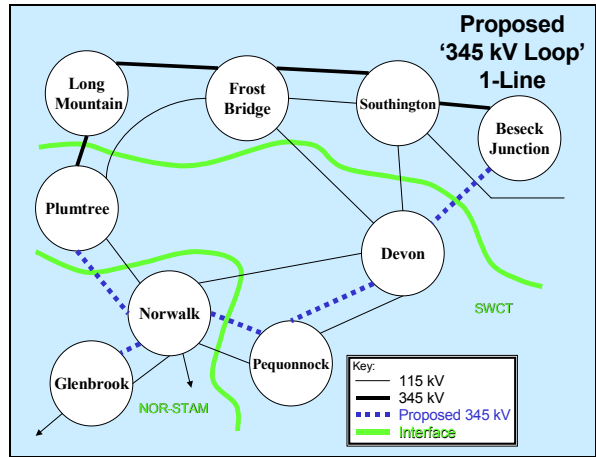 Proposed
‘345 kV Loop’
1-Line
Long
Mountain
Frost
Bridge
Southington
Beseck
Junction
Plumtree
Devon
Norwalk
SWCT
Pequonnock
Glenbrook
NOR-STAM
Key:
115 kV
345 kV
Proposed 345 kV
Interface